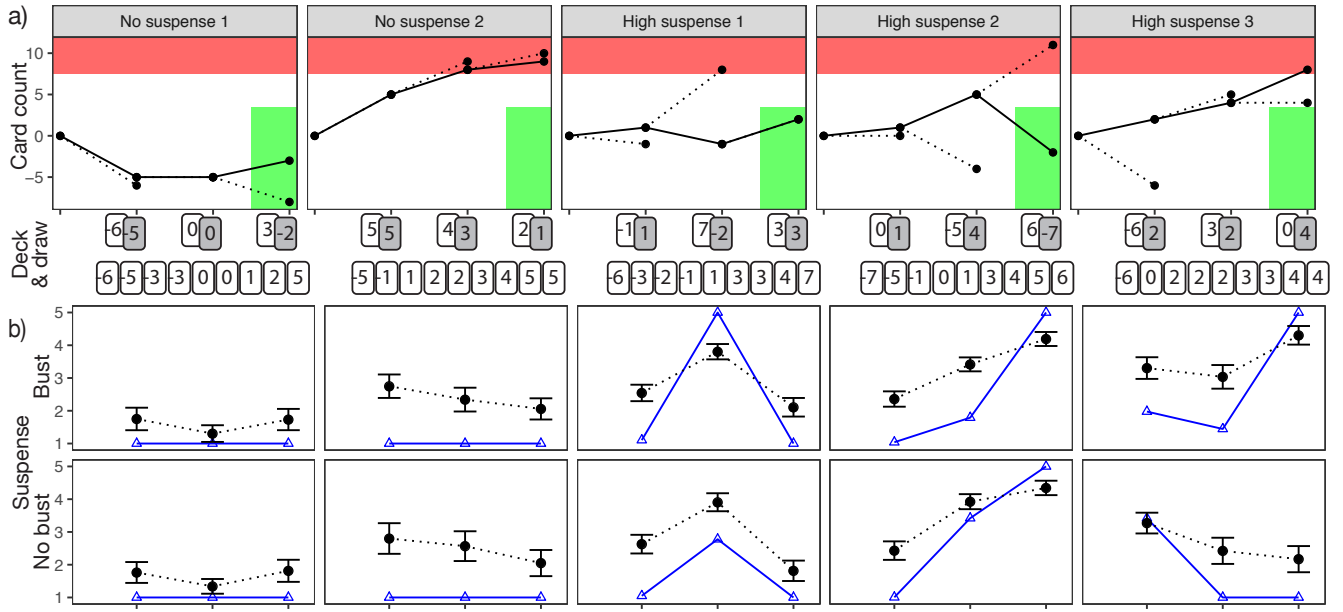 a)
No suspense 1 No suspense 2 High suspense 1 High suspense 2 High suspense 3
Card count
10
5
0
−5
Deck & draw
-6 -5 0 0 3 -2 5 5 4 3 2 1 -1 1 7 -2 3 3 0 1 -5 4 6 -7 -6 2 3 2 0 4
-6 -5 -3 -3 0 0 1 2 5 -5 -1 1 2 2 3 4 5 5 -6 -3 -2 -1 1 3 3 4 7 -7 -5 -1 0 1 3 4 5 6 -6 0 2 2 2 3 3 4 4
b)
Suspense
Bust
5
4
3
2
1
No bust
5
4
3
2
1